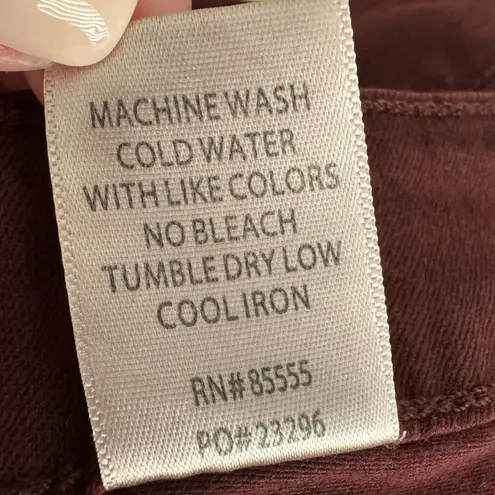 MACHINE WASH
COLD WATER
WITH LIKE COLORS
NO BLEACH
TUMBLE DRY LOW
COOL IRON
RN# 85555
PO# 23296